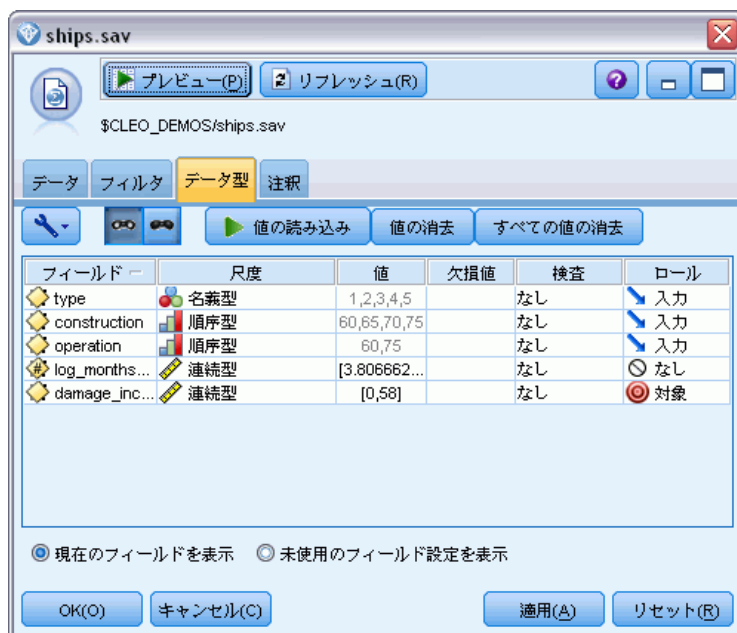 ships.sav
プレビュー(P) リフレッシュ(R)
$CLEO_DEMOS/ships.sav
データ フィルタ データ型 注釈
値の読み込み 値の消去 すべての値の消去
フィールド 尺度 値 欠損値 検査 ロール
type 名義型 1,2,3,4,5 なし 入力
construction 順序型 60,65,70,75 なし 入力
operation 順序型 60,75 なし 入力
log_months... 連続型 [3.806662... なし なし
damage_inc... 連続型 [0,58] なし 対象
現在のフィールドを表示 未使用のフィールド設定を表示
OK(O) キャンセル(C) 適用(A) リセット(R)